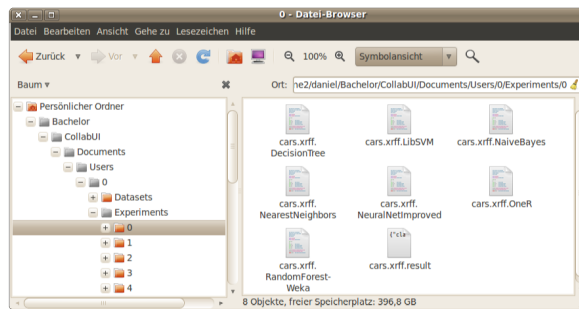 0 - Datei-Browser
Datei Bearbeiten Ansicht Gehe zu Lesezeichen Hilfe
Zurück Vor 100% Symbolansicht
Baum Ort: ne2/daniel/Bachelor/CollabUI/Documents/Users/0/Experiments/0
Persönlicher Ordner
Bachelor
CollabUI
Documents
Users
0
Datasets
Experiments
0
1
2
3
4
cars.xrff.
DecisionTree
cars.xrff.LibSVM
cars.xrff.NaiveBayes
cars.xrff.
NearestNeighbors
cars.xrff.
NeuralNetImproved
cars.xrff.OneR
cars.xrff.
RandomForest-
Weka
{"cla
cars.xrff.result
8 Objekte, freier Speicherplatz: 396,8 GB